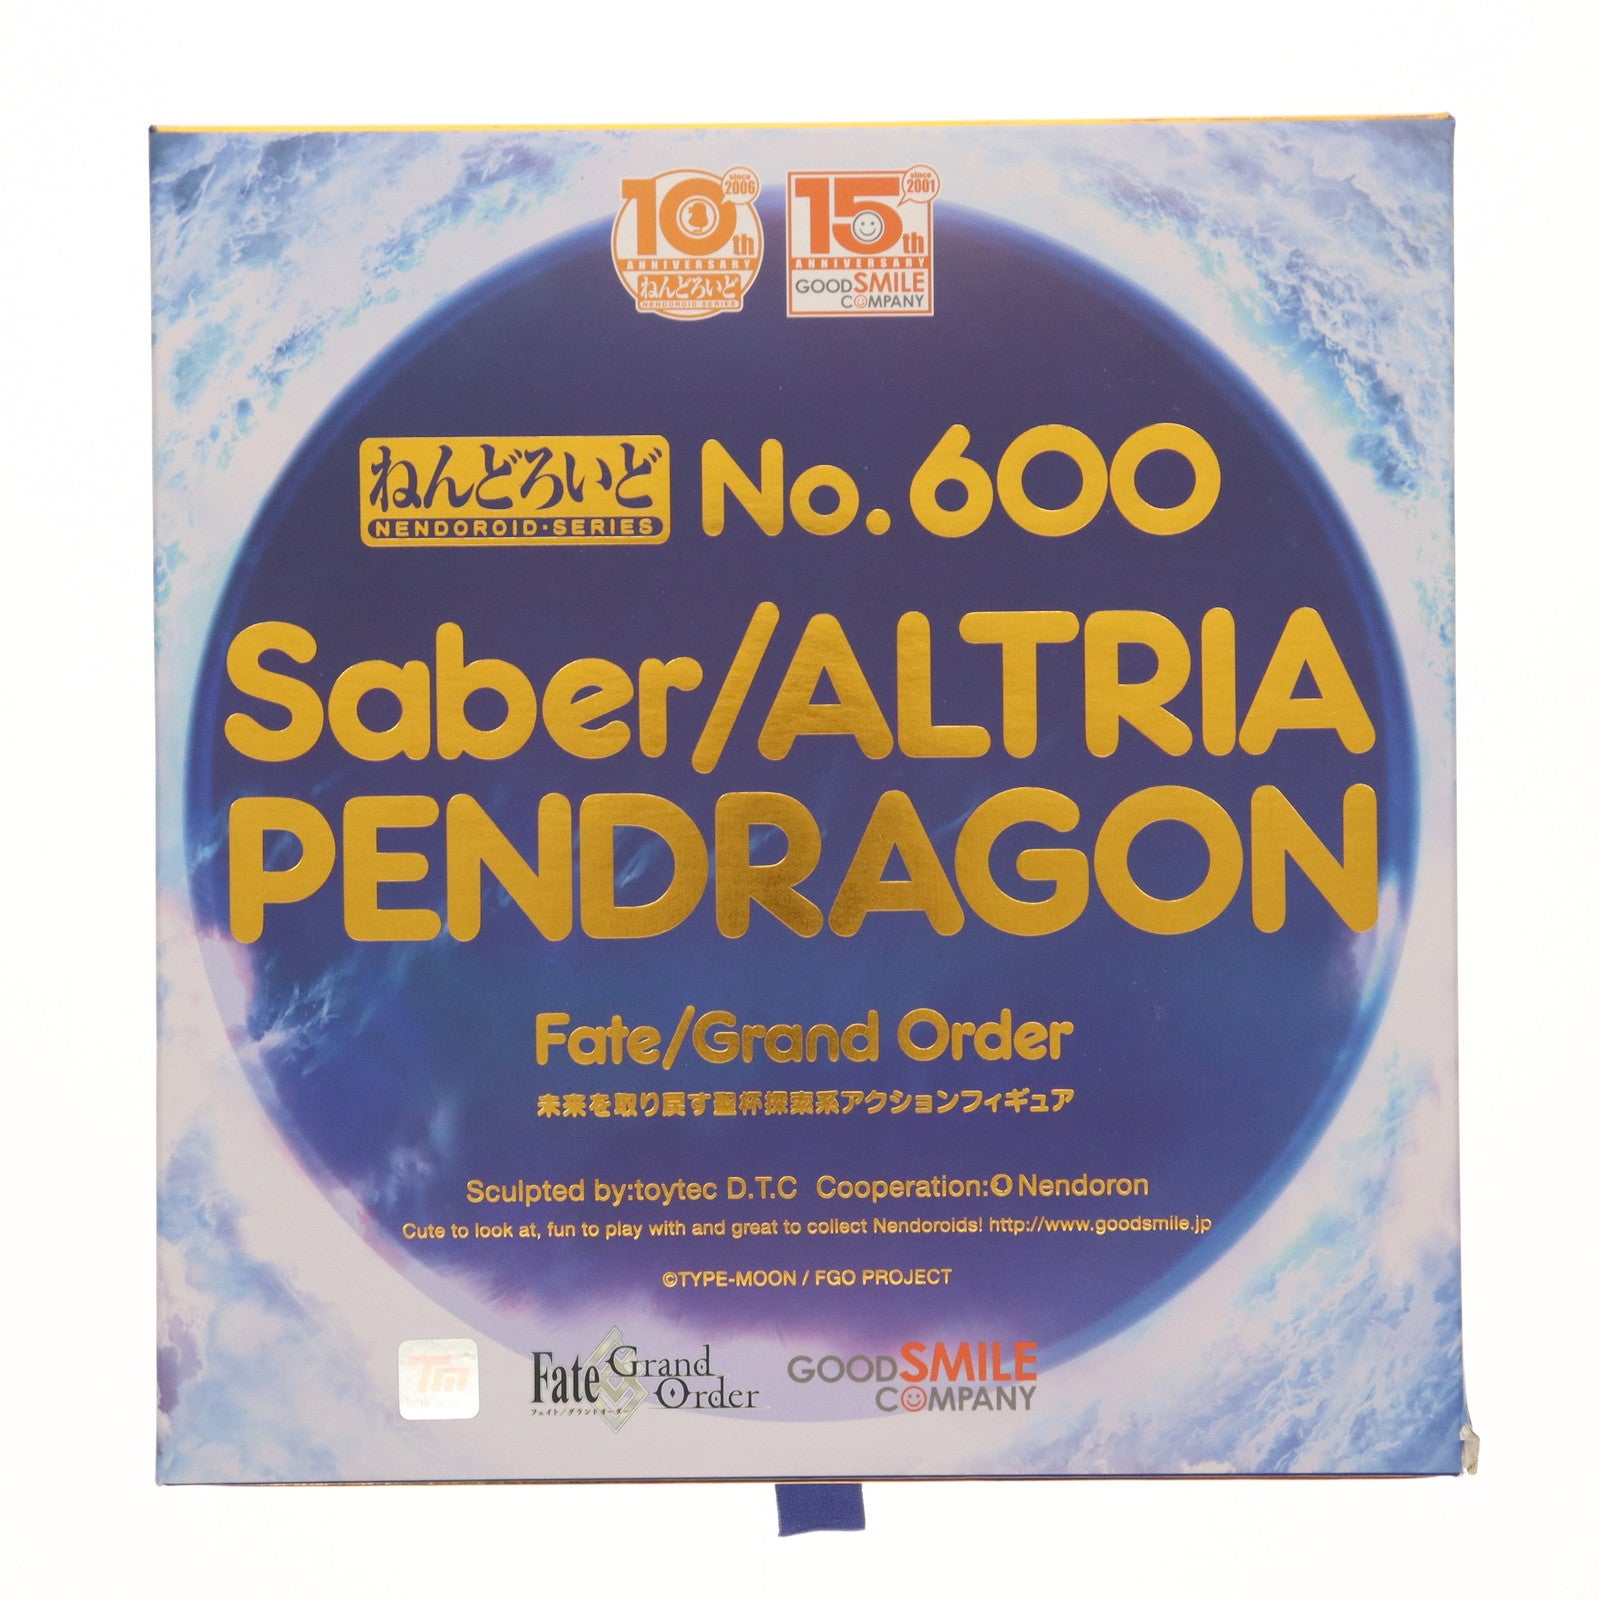 10th since 2006
ANNIVERSARY
ねんどろいど
NENDOROID・SERIES
15th since 2001
ANNIVERSARY
GOOD SMILE
COMPANY
ねんどろいど
NENDOROID・SERIES
No.600
Saber/ALTRIA
PENDRAGON
Fate/Grand Order
未来を取り戻す聖杯探索系アクションフィギュア
Sculpted by:toytec D.T.C Cooperation:Nendoron
Cute to look at, fun to play with and great to collect Nendoroids! http://www.goodsmile.jp
©TYPE-MOON / FGO PROJECT
TM
Fate Grand Order
フェイト/グランドオーダー
GOOD SMILE
COMPANY